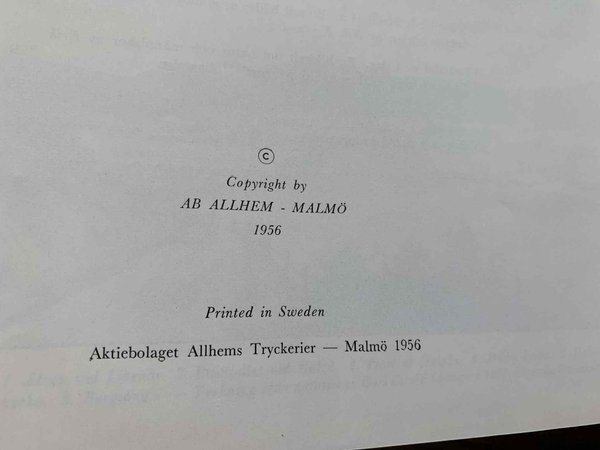 ©
Copyright by
AB ALLHEM - MALMÖ
1956
Printed in Sweden
Aktiebolaget Allhems Tryckerier — Malmö 1956